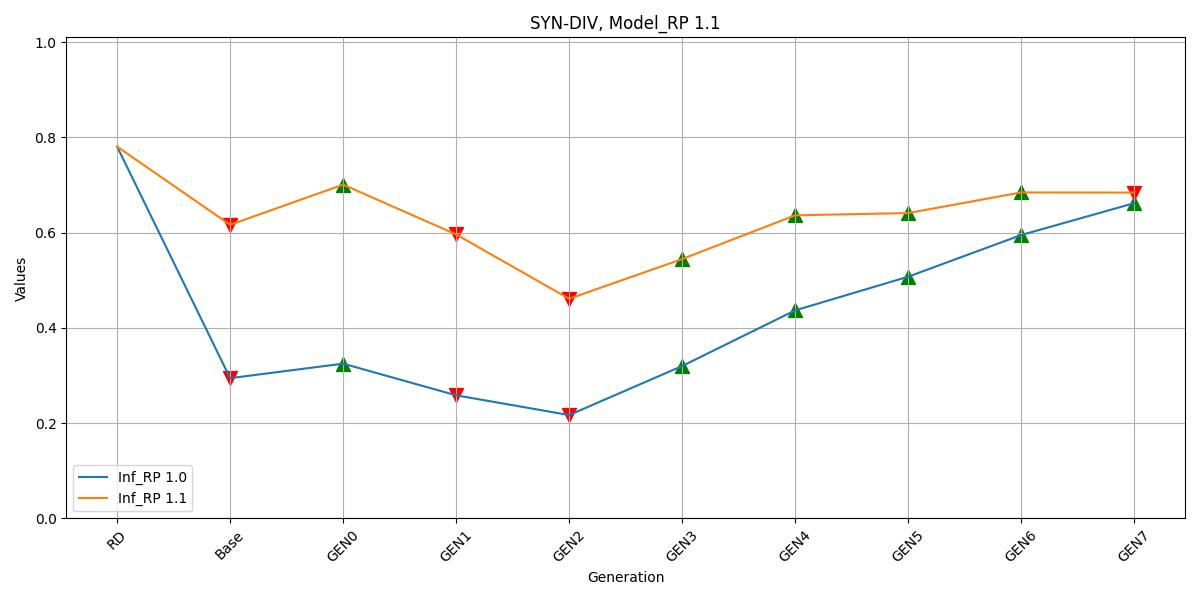 SYN-DIV, Model_RP 1.1
1.0
0.8
0.6
0.4
0.2
0.0
Values
Inf_RP 1.0
Inf_RP 1.1
RD Base GEN0 GEN1 GEN2 GEN3 GEN4 GEN5 GEN6 GEN7
Generation